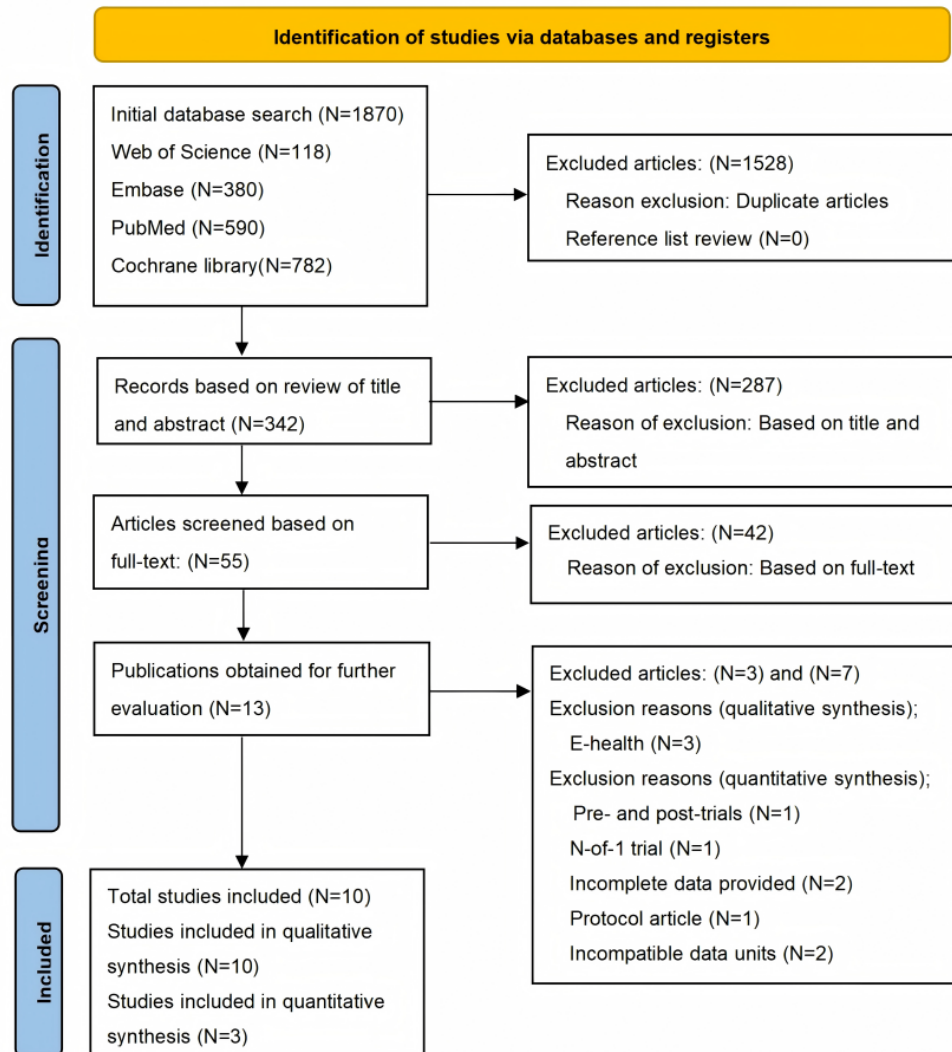 Identification of studies via databases and registers
Identification
Initial database search (N=1870)
Web of Science (N=118)
Embase (N=380)
PubMed (N=590)
Cochrane library(N=782)
Excluded articles: (N=1528)
Reason exclusion: Duplicate articles
Reference list review (N=0)
Screening
Records based on review of title
and abstract (N=342)
Excluded articles: (N=287)
Reason of exclusion: Based on title and
abstract
Articles screened based on
full-text: (N=55)
Excluded articles: (N=42)
Reason of exclusion: Based on full-text
Publications obtained for further
evaluation (N=13)
Excluded articles: (N=3) and (N=7)
Exclusion reasons (qualitative synthesis);
E-health (N=3)
Exclusion reasons (quantitative synthesis);
Pre- and post-trials (N=1)
N-of-1 trial (N=1)
Incomplete data provided (N=2)
Protocol article (N=1)
Incompatible data units (N=2)
Included
Total studies included (N=10)
Studies included in qualitative
synthesis (N=10)
Studies included in quantitative
synthesis (N=3)